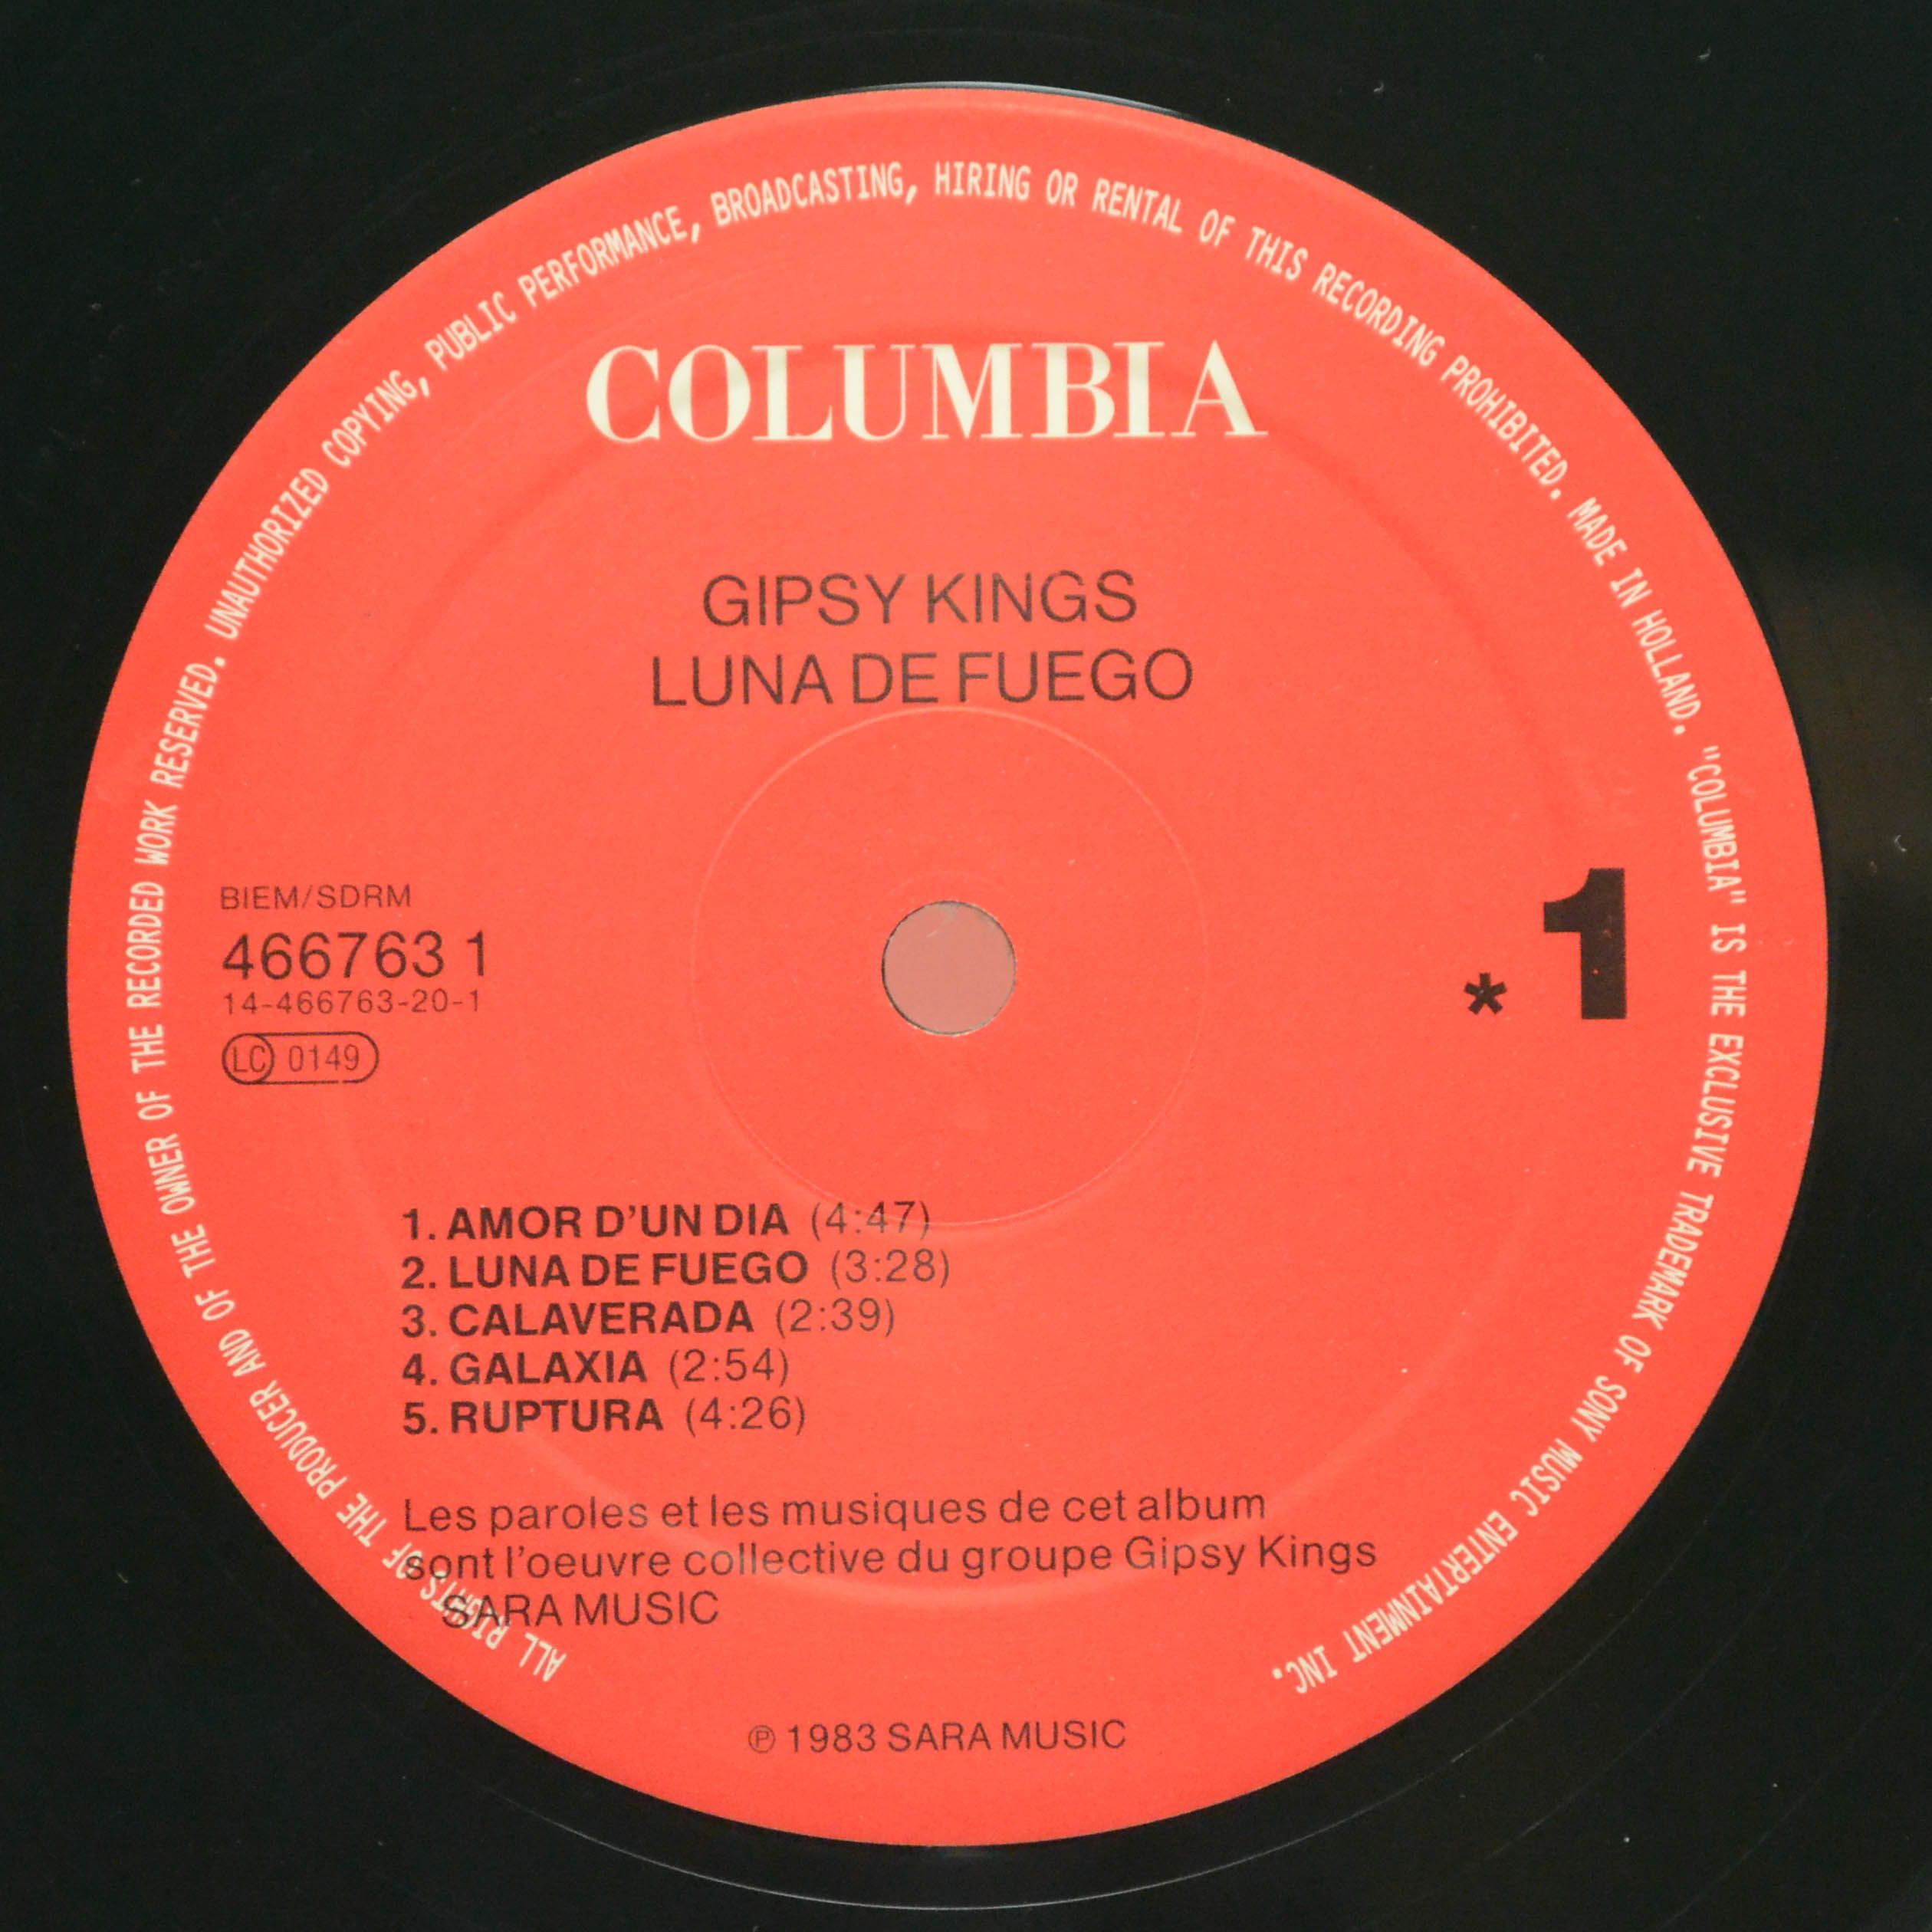 ALL RIGHTS OF THE PRODUCER AND OF THE OWNER OF THE RECORDED WORK RESERVED. UNAUTHORIZED COPYING, PUBLIC PERFORMANCE, BROADCASTING, HIRING OR RENTAL OF THIS RECORDING PROHIBITED. MADE IN HOLLAND. "COLUMBIA" IS THE EXCLUSIVE TRADEMARK OF SONY MUSIC ENTERTAINMENT INC.
COLUMBIA
GIPSY KINGS
LUNA DE FUEGO
BIEM/SDRM
466763 1
14-466763-20-1
LC 0149
* 1
1. AMOR D'UN DIA (4:47)
2. LUNA DE FUEGO (3:28)
3. CALAVERADA (2:39)
4. GALAXIA (2:54)
5. RUPTURA (4:26)
Les paroles et les musiques de cet album
sont l'oeuvre collective du groupe Gipsy Kings
SARA MUSIC
℗ 1983 SARA MUSIC